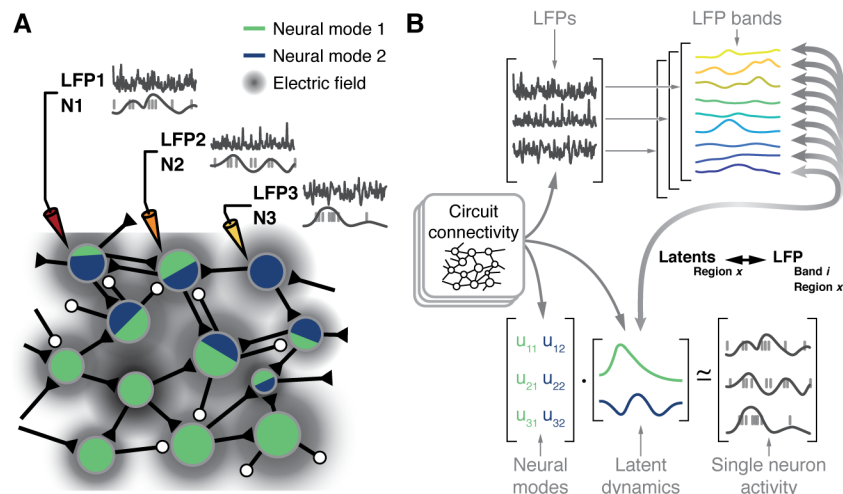 A
Neural mode 1
Neural mode 2
Electric field
LFP1
N1
LFP2
N2
LFP3
N3
B
LFPs
LFP bands
Circuit
connectivity
Latents
Region x
LFP
Band i
Region x
u11 u12
u21 u22
u31 u32
·
≃
Neural
modes
Latent
dynamics
Single neuron
activity